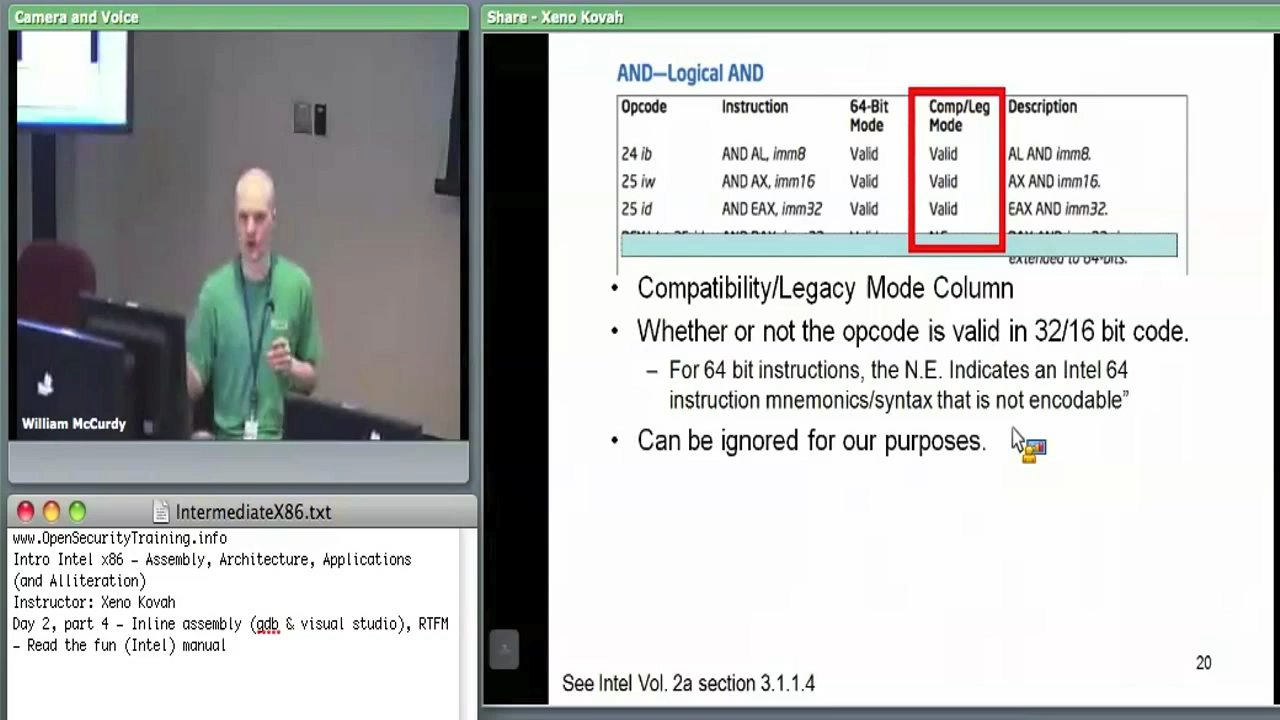 Camera and Voice
William McCurdy
IntermediateX86.txt
www.OpenSecurityTraining.info
Intro Intel x86 – Assembly, Architecture, Applications
(and Alliteration)
Instructor: Xeno Kovah
Day 2, part 4 – Inline assembly (gdb & visual studio), RTFM
– Read the fun (Intel) manual
Share - Xeno Kovah
AND—Logical AND
Opcode Instruction 64-Bit Mode Comp/Leg Mode Description
24 ib AND AL, imm8 Valid Valid AL AND imm8.
25 iw AND AX, imm16 Valid Valid AX AND imm16.
25 id AND EAX, imm32 Valid Valid EAX AND imm32.
extended to 64-bits.
• Compatibility/Legacy Mode Column
• Whether or not the opcode is valid in 32/16 bit code.
– For 64 bit instructions, the N.E. Indicates an Intel 64
instruction mnemonics/syntax that is not encodable”
• Can be ignored for our purposes.
20
See Intel Vol. 2a section 3.1.1.4